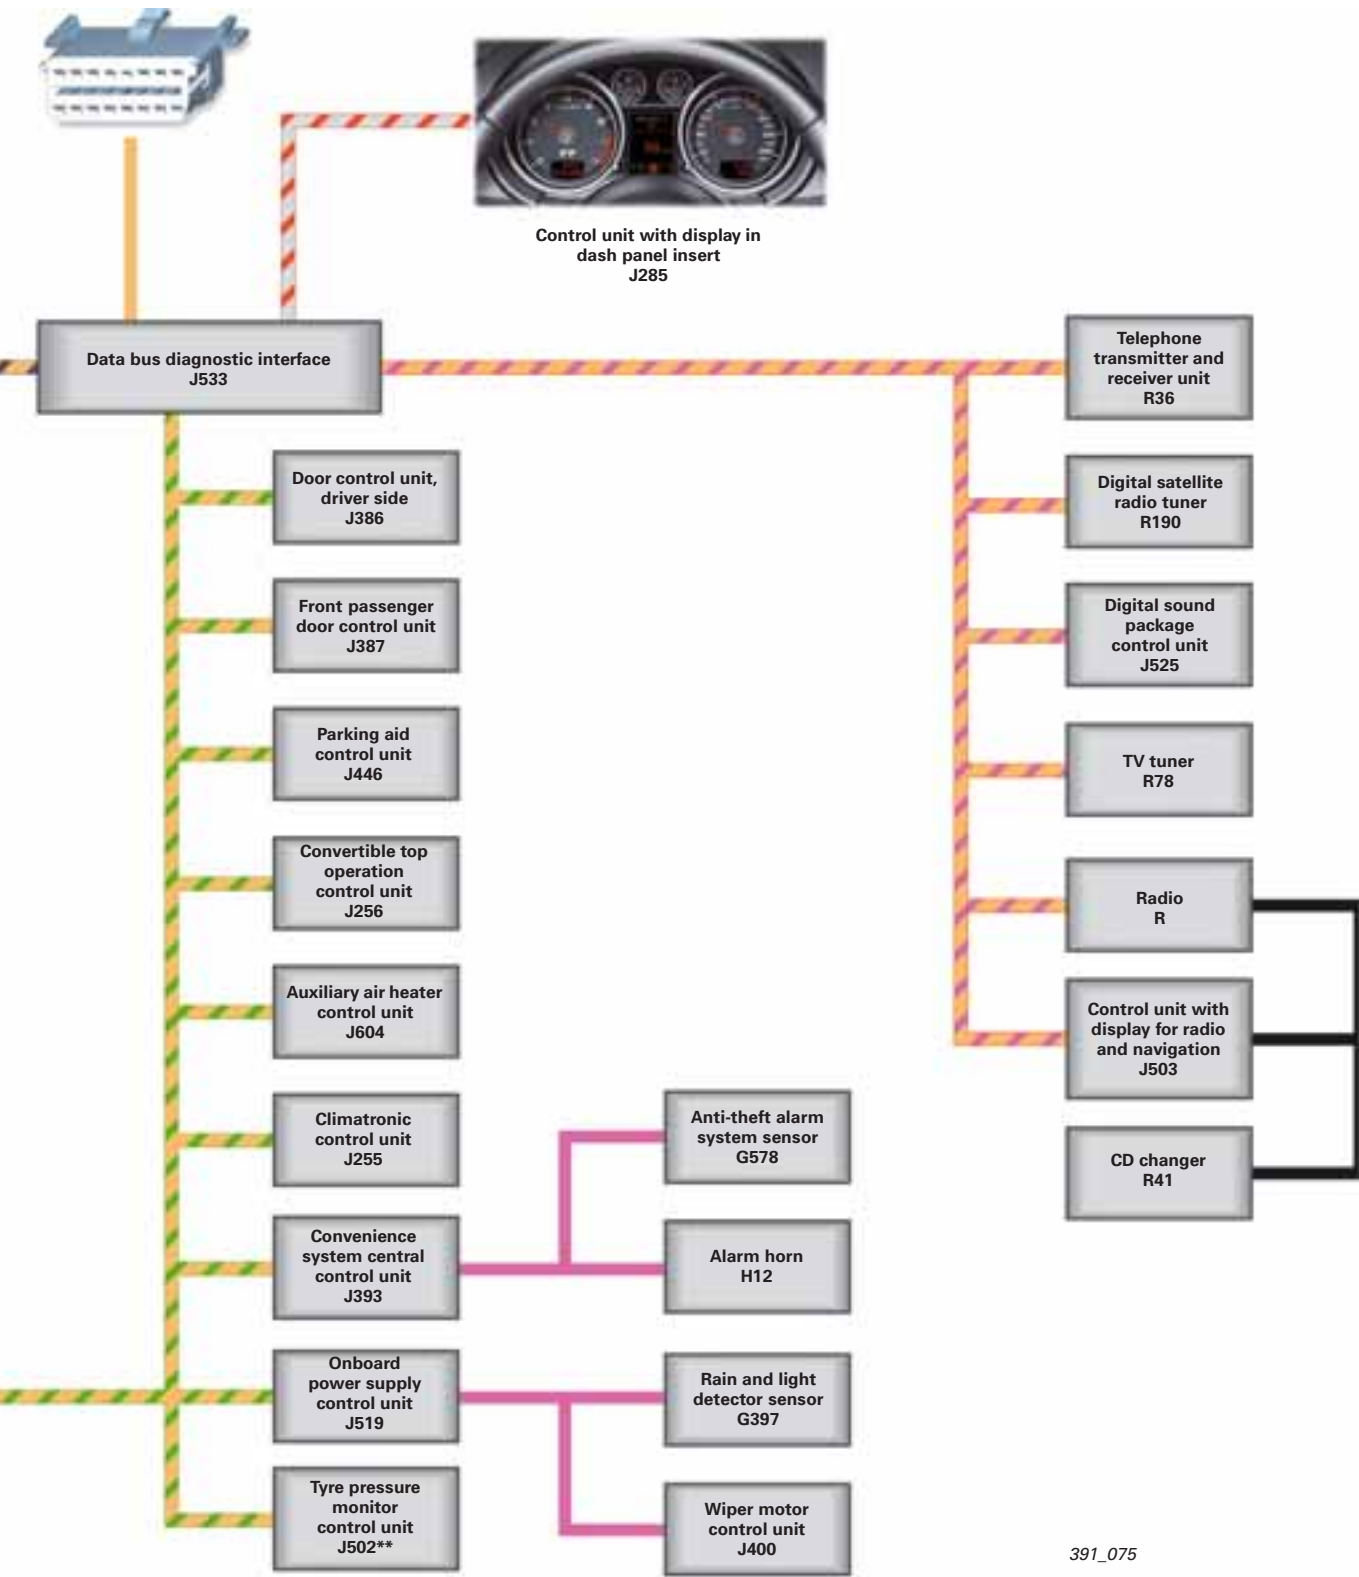 Control unit with display in
dash panel insert
J285
Data bus diagnostic interface
J533
Door control unit,
driver side
J386
Front passenger
door control unit
J387
Parking aid
control unit
J446
Convertible top
operation
control unit
J256
Auxiliary air heater
control unit
J604
Climatronic
control unit
J255
Convenience
system central
control unit
J393
Onboard
power supply
control unit
J519
Tyre pressure
monitor
control unit
J502**
Anti-theft alarm
system sensor
G578
Alarm horn
H12
Rain and light
detector sensor
G397
Wiper motor
control unit
J400
Telephone
transmitter and
receiver unit
R36
Digital satellite
radio tuner
R190
Digital sound
package
control unit
J525
TV tuner
R78
Radio
R
Control unit with
display for radio
and navigation
J503
CD changer
R41
391_075